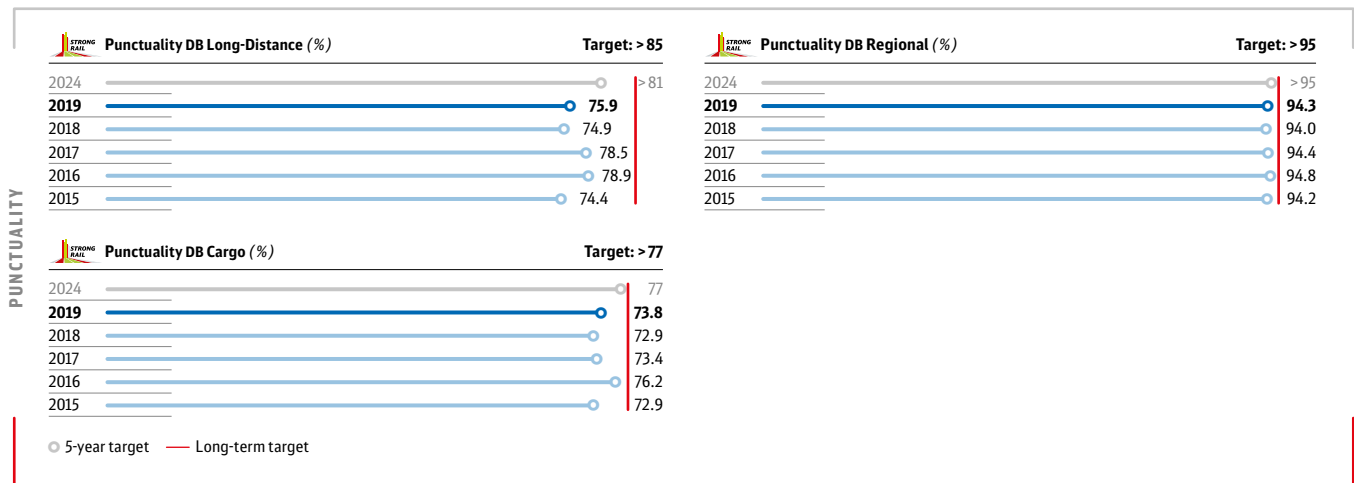 PUNCTUALITY
STRONG RAIL Punctuality DB Long-Distance (%) Target: > 85
2024 > 81
2019 75.9
2018 74.9
2017 78.5
2016 78.9
2015 74.4
STRONG RAIL Punctuality DB Regional (%) Target: > 95
2024 > 95
2019 94.3
2018 94.0
2017 94.4
2016 94.8
2015 94.2
STRONG RAIL Punctuality DB Cargo (%) Target: > 77
2024 77
2019 73.8
2018 72.9
2017 73.4
2016 76.2
2015 72.9
5-year target Long-term target